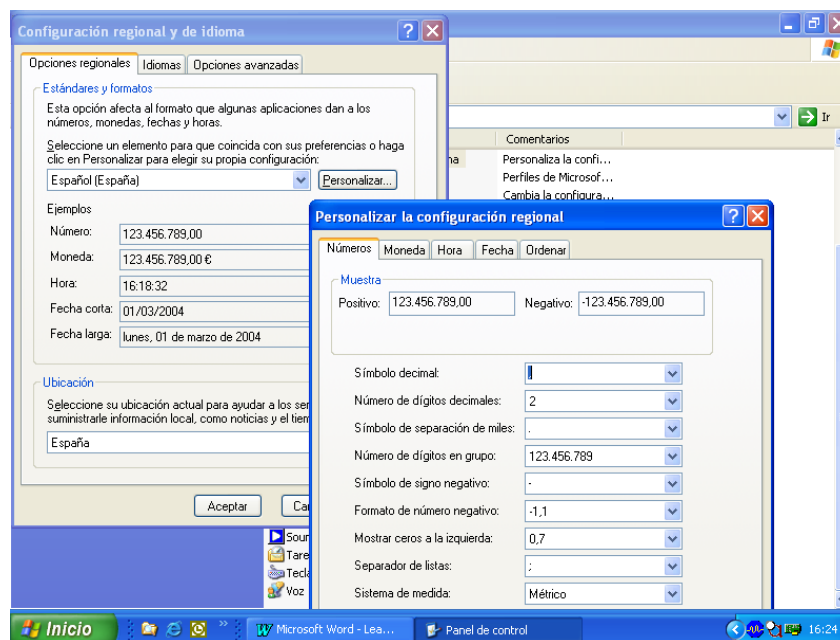 Configuración regional y de idioma
Opciones regionales
Idiomas
Opciones avanzadas
Estándares y formatos
Esta opción afecta al formato que algunas aplicaciones dan a los
números, monedas, fechas y horas.
Seleccione un elemento para que coincida con sus preferencias o haga
clic en Personalizar para elegir su propia configuración:
Español (España)
Personalizar...
Ejemplos
Número: 123.456.789,00
Moneda: 123.456.789,00 €
Hora: 16:18:32
Fecha corta: 01/03/2004
Fecha larga: lunes, 01 de marzo de 2004
Ubicación
Seleccione su ubicación actual para ayudar a los ser
suministrarle información local, como noticias y el tiem
España
Aceptar
Ca
Ir
Comentarios
na
Personaliza la confi...
Perfiles de Microsof...
Cambia la configura...
Personalizar la configuración regional
Números
Moneda
Hora
Fecha
Ordenar
Muestra
Positivo: 123.456.789,00
Negativo: -123.456.789,00
Símbolo decimal:
Número de dígitos decimales: 2
Símbolo de separación de miles: .
Número de dígitos en grupo: 123.456.789
Símbolo de signo negativo: -
Formato de número negativo: -1,1
Mostrar ceros a la izquierda: 0,7
Separador de listas: ;
Sistema de medida: Métrico
Soun
Tare
Tecla
Voz
Inicio
Microsoft Word - Lea...
Panel de control
16:24